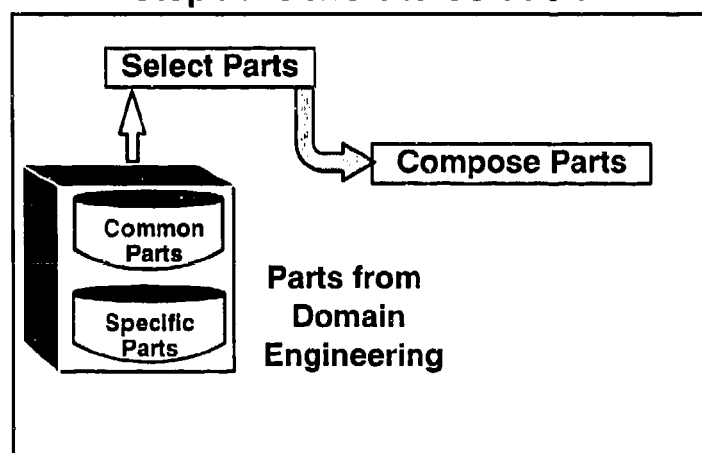 Select Parts
Compose Parts
Common
Parts
Specific
Parts
Parts from
Domain
Engineering